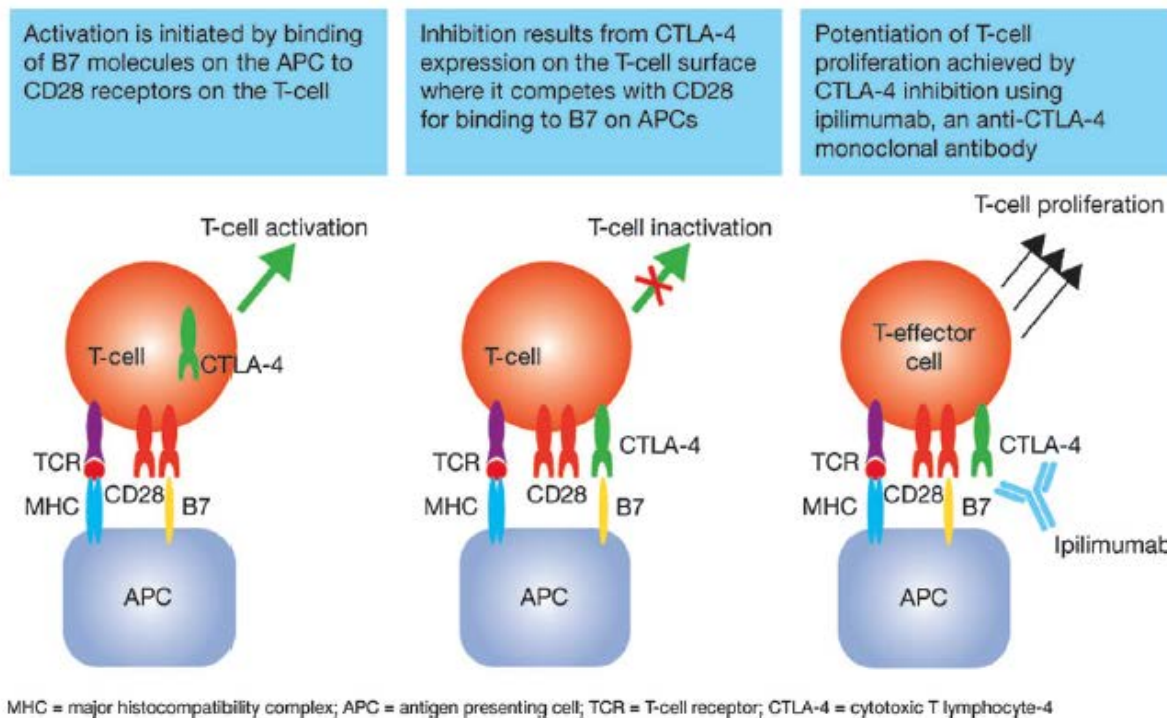 Activation is initiated by binding
of B7 molecules on the APC to
CD28 receptors on the T-cell
Inhibition results from CTLA-4
expression on the T-cell surface
where it competes with CD28
for binding to B7 on APCs
Potentiation of T-cell
proliferation achieved by
CTLA-4 inhibition using
ipilimumab, an anti-CTLA-4
monoclonal antibody
T-cell activation
T-cell
CTLA-4
TCR
MHC
CD28
B7
APC
T-cell inactivation
T-cell
CTLA-4
TCR
MHC
CD28
B7
APC
T-cell proliferation
T-effector
cell
CTLA-4
TCR
MHC
CD28
B7
Ipilimumab
APC
MHC = major histocompatibility complex; APC = antigen presenting cell; TCR = T-cell receptor; CTLA-4 = cytotoxic T lymphocyte-4